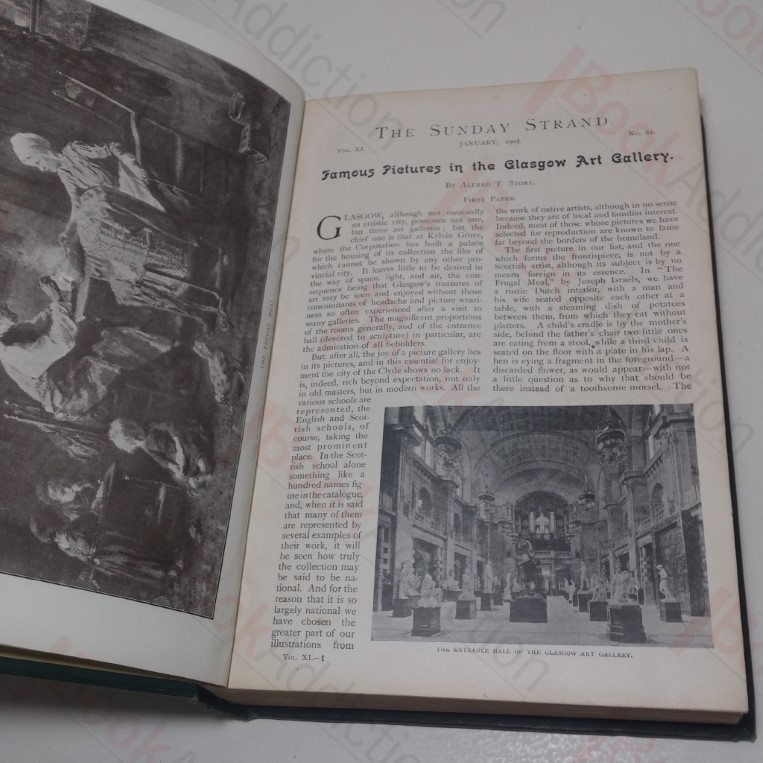 THE SUNDAY STRAND.
VOL. XI.
JANUARY, 1905.
No. 61.
Famous Pictures in the Glasgow Art Gallery.
BY ALFRED T. STORY.
FIRST PAPER.
GLASGOW, although not outwardly
an artistic city, possesses not one,
but three art galleries; but the
chief one is that at Kelvin Grove,
where the Corporation has built a palace
for the housing of its collection the like of
which cannot be shown by any other pro-
vincial city. It leaves little to be desired in
the way of space, light, and air, the con-
sequence being that Glasgow's treasures of
art may be seen and enjoyed without those
concomitants of headache and picture weari-
ness so often experienced after a visit to
many galleries. The magnificent proportions
of the rooms generally, and of the entrance
hall (devoted to sculpture) in particular, are
the admiration of all beholders.
But, after all, the joy of a picture gallery lies
in its pictures, and in this essential for enjoy-
ment the city of the Clyde shows no lack. It
is, indeed, rich beyond expectation, not only
in old masters, but in modern works. All the
various schools are
represented, the
English and Scot-
tish schools, of
course, taking the
most prominent
place. In the Scot-
tish school alone
something like a
hundred names fig-
ure in the catalogue,
and, when it is said
that many of them
are represented by
several examples of
their work, it will
be seen how truly
the collection may
be said to be na-
tional. And for the
reason that it is so
largely national we
have chosen the
greater part of our
illustrations from
VOL. XI.—1
the work of native artists, although in no sense
because they are of local and familiar interest.
Indeed, most of those whose pictures we have
selected for reproduction are known to fame
far beyond the borders of the homeland.
The first picture in our list, and the one
which forms the frontispiece, is not by a
Scottish artist, although its subject is by no
means foreign in its essence. In "The
Frugal Meal," by Joseph Israels, we have
a rustic Dutch interior, with a man and
his wife seated opposite each other at a
table, with a steaming dish of potatoes
between them, from which they eat without
platters. A child's cradle is by the mother's
side, behind the father's chair two little ones
are eating from a stool, while a third child is
seated on the floor with a plate in his lap. A
hen is eying a fragment in the foreground—a
discarded flower, as would appear—with not
a little question as to why that should be
there instead of a toothsome morsel. The
THE ENTRANCE HALL OF THE GLASGOW ART GALLERY.
BookAddiction